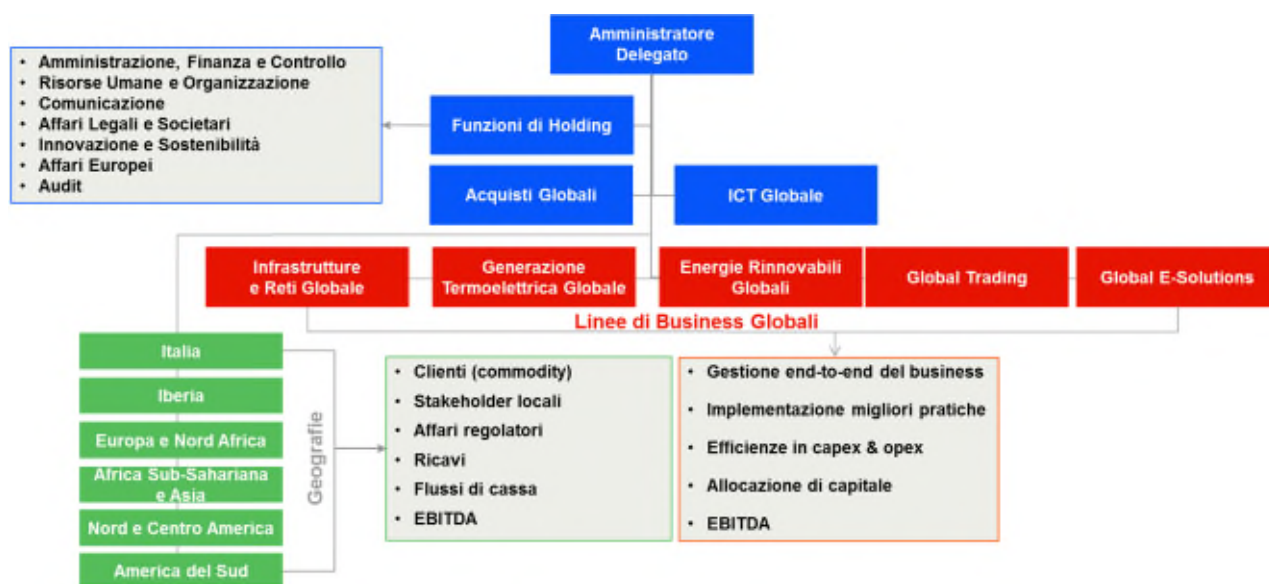 Amministratore
Delegato
• Amministrazione, Finanza e Controllo
• Risorse Umane e Organizzazione
• Comunicazione
• Affari Legali e Societari
• Innovazione e Sostenibilità
• Affari Europei
• Audit
Funzioni di Holding
Acquisti Globali
ICT Globale
Infrastrutture
e Reti Globale
Generazione
Termoelettrica Globale
Energie Rinnovabili
Globali
Global Trading
Global E-Solutions
Linee di Business Globali
Italia
Iberia
Europa e Nord Africa
Africa Sub-Sahariana
e Asia
Nord e Centro America
America del Sud
Geografie
• Clienti (commodity)
• Stakeholder locali
• Affari regolatori
• Ricavi
• Flussi di cassa
• EBITDA
• Gestione end-to-end del business
• Implementazione migliori pratiche
• Efficienze in capex & opex
• Allocazione di capitale
• EBITDA